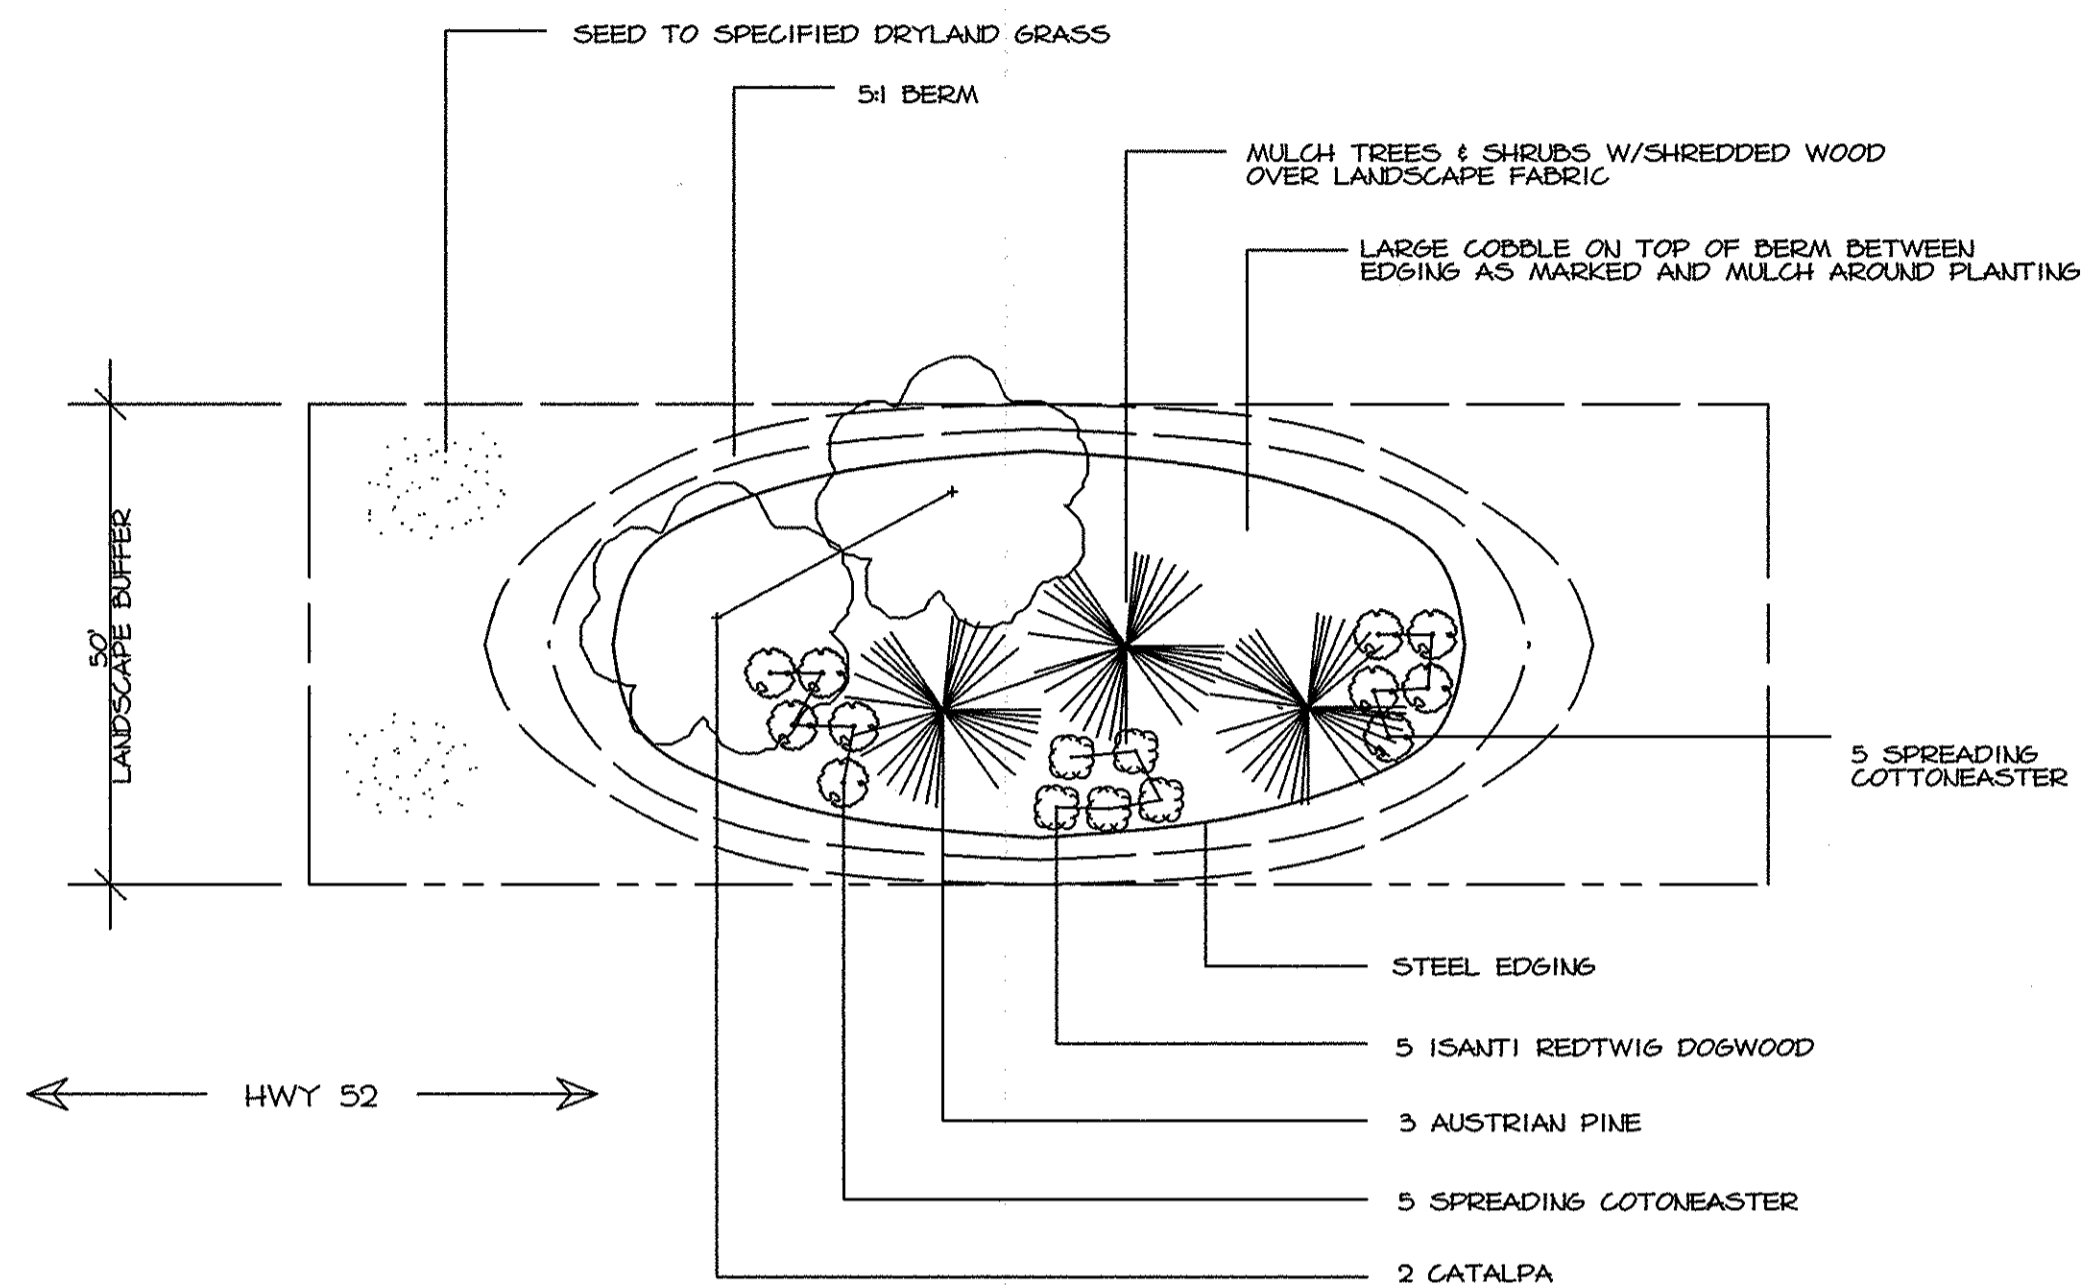 SEED TO SPECIFIED DRYLAND GRASS
5:1 BERM
MULCH TREES & SHRUBS W/SHREDDED WOOD
OVER LANDSCAPE FABRIC
LARGE COBBLE ON TOP OF BERM BETWEEN
EDGING AS MARKED AND MULCH AROUND PLANTING
50'
LANDSCAPE BUFFER
5 SPREADING
COTTONEASTER
STEEL EDGING
5 ISANTI REDTWIG DOGWOOD
HWY 52
3 AUSTRIAN PINE
5 SPREADING COTONEASTER
2 CATALPA